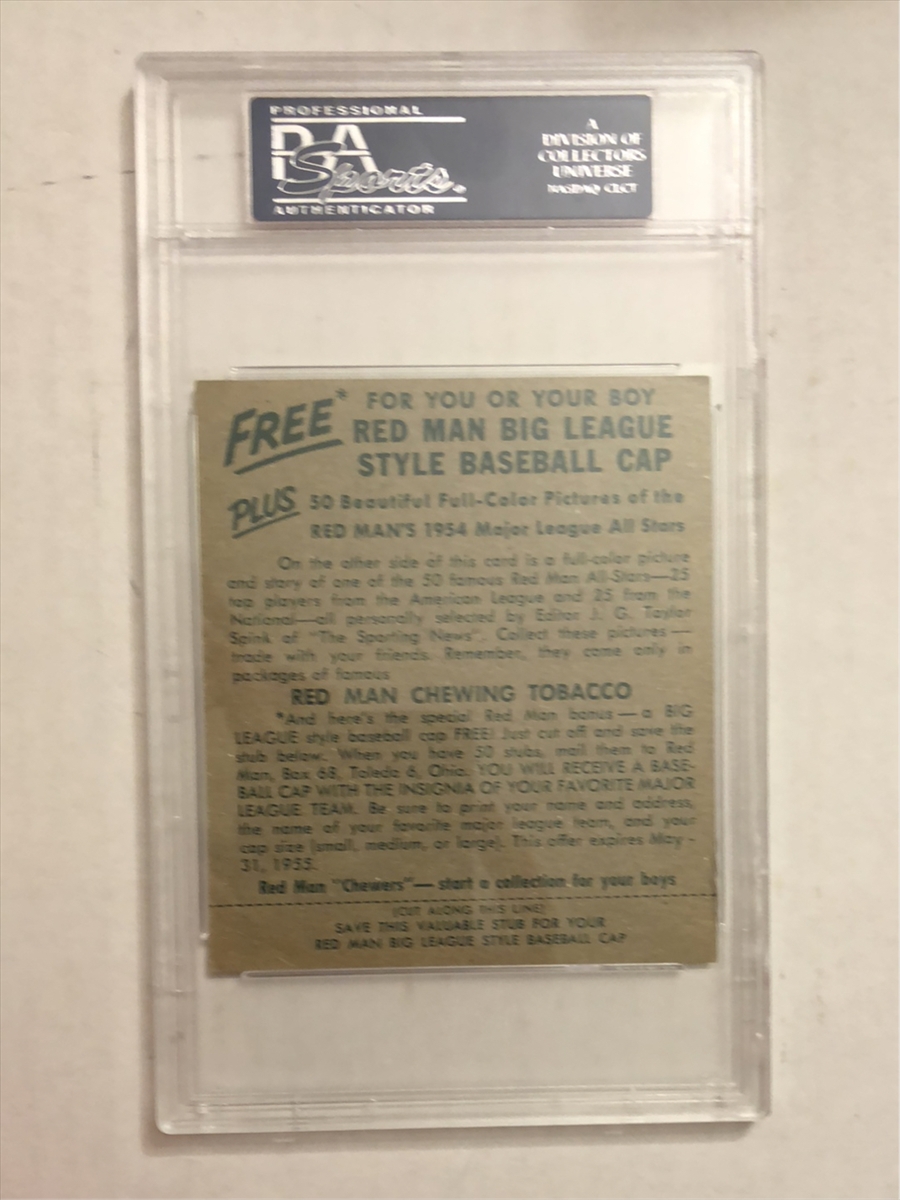 PROFESSIONAL
PSA
Sports.
AUTHENTICATOR
A
DIVISION OF
COLLECTORS
UNIVERSE
NASDAQ CLCT
FREE* FOR YOU OR YOUR BOY
RED MAN BIG LEAGUE
STYLE BASEBALL CAP
PLUS 50 Beautiful Full-Color Pictures of the
RED MAN'S 1954 Major League All Stars
On the other side of this card is a full-color picture
and story of one of the 50 famous Red Man All-Stars—25
top players from the American League and 25 from the
National—all personally selected by Editor J. G. Taylor
Spink of "The Sporting News". Collect these pictures—
trade with your friends. Remember, they come only in
packages of famous
RED MAN CHEWING TOBACCO
*And here's the special Red Man bonus—a BIG
LEAGUE style baseball cap FREE! Just cut off and save the
stub below. When you have 50 stubs, mail them to Red
Man, Box 68, Toledo 6, Ohio. YOU WILL RECEIVE A BASE-
BALL CAP WITH THE INSIGNIA OF YOUR FAVORITE MAJOR
LEAGUE TEAM. Be sure to print your name and address,
the name of your favorite major league team, and your
cap size (small, medium, or large). This offer expires May
31, 1955.
Red Man "Chewers"—start a collection for your boys
(CUT ALONG THIS LINE)
SAVE THIS VALUABLE STUB FOR YOUR
RED MAN BIG LEAGUE STYLE BASEBALL CAP